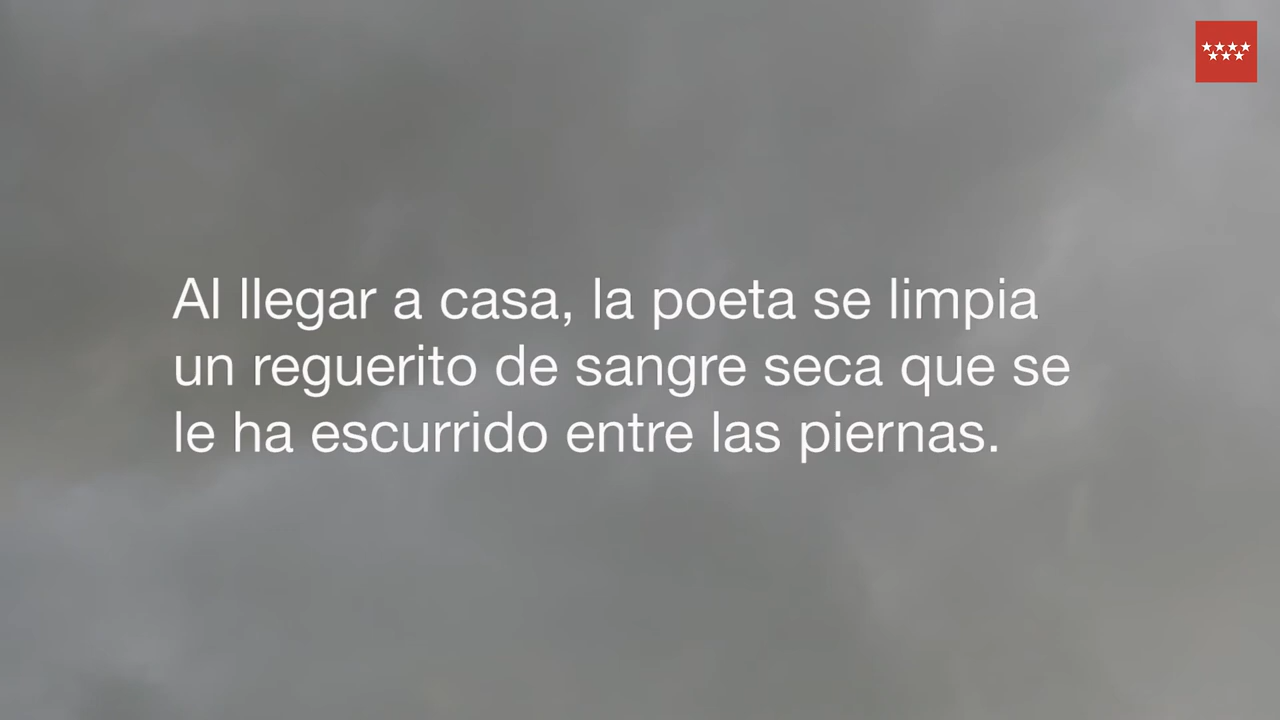 Al llegar a casa, la poeta se limpia
un reguerito de sangre seca que se
le ha escurrido entre las piernas.